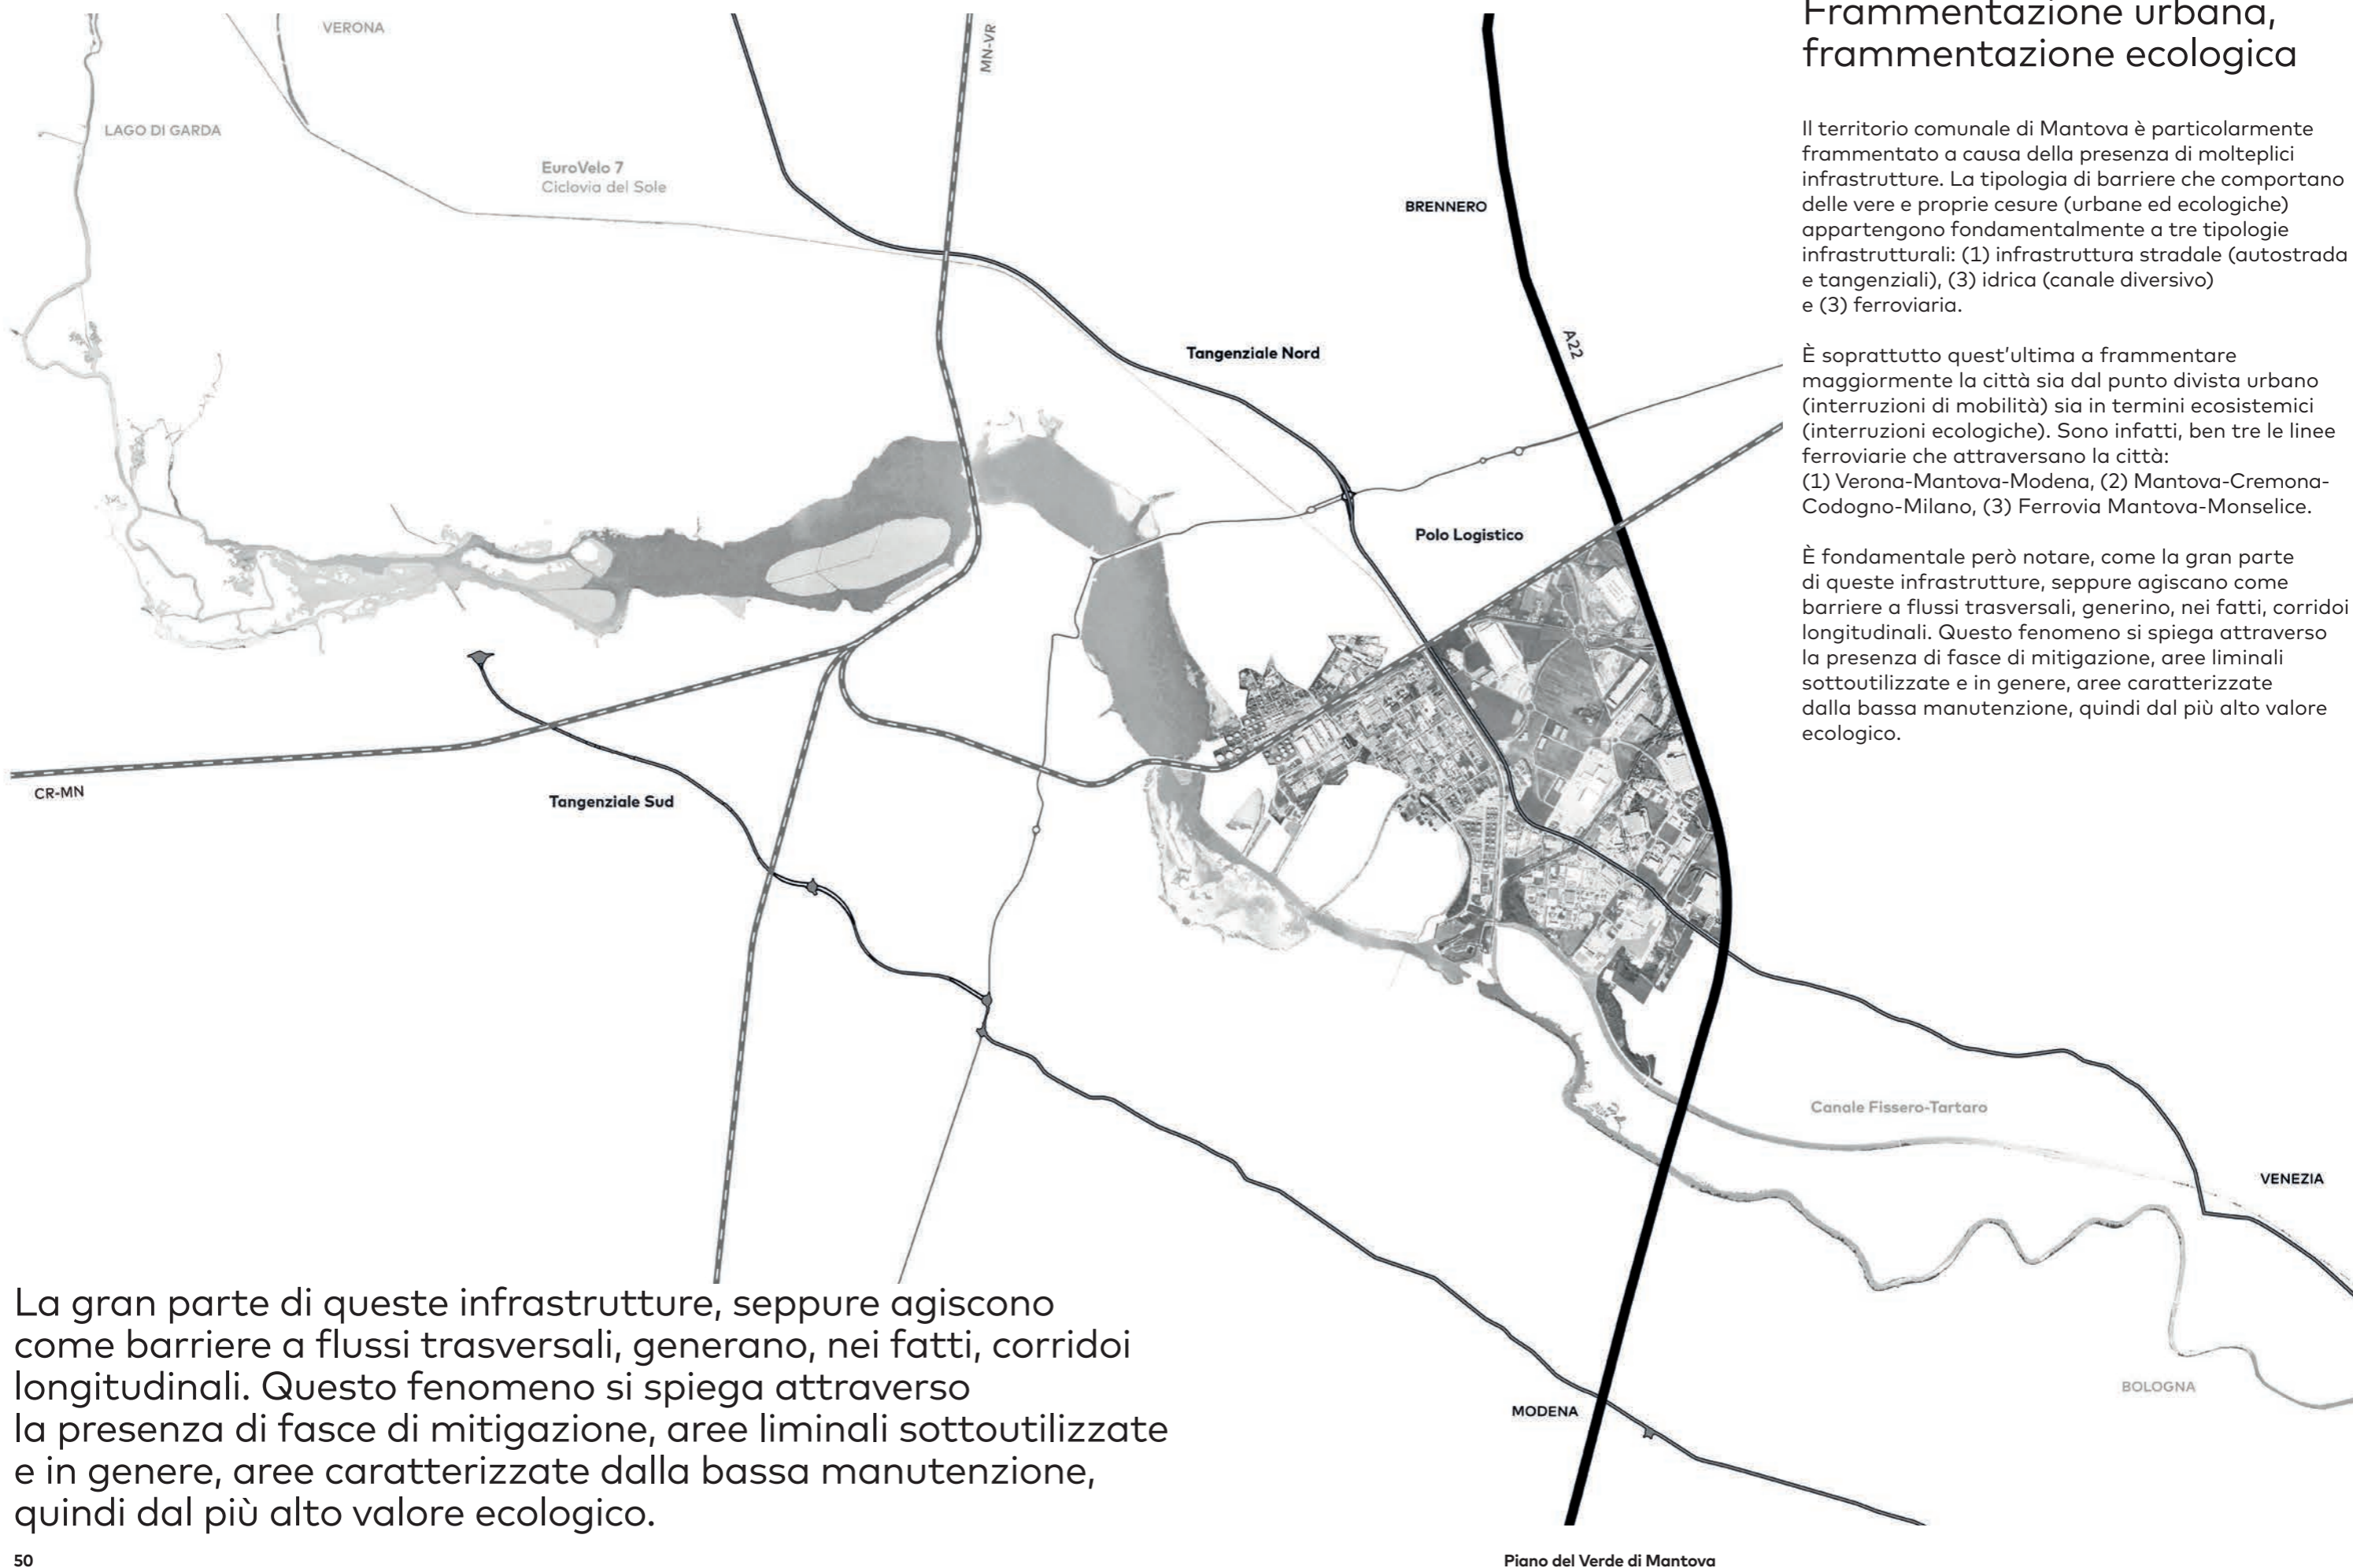 Frammentazione urbana,
frammentazione ecologica
Il territorio comunale di Mantova è particolarmente
frammentato a causa della presenza di molteplici
infrastrutture. La tipologia di barriere che comportano
delle vere e proprie cesure (urbane ed ecologiche)
appartengono fondamentalmente a tre tipologie
infrastrutturali: (1) infrastruttura stradale (autostrada
e tangenziali), (3) idrica (canale diversivo)
e (3) ferroviaria.
È soprattutto quest’ultima a frammentare
maggiormente la città sia dal punto divista urbano
(interruzioni di mobilità) sia in termini ecosistemici
(interruzioni ecologiche). Sono infatti, ben tre le linee
ferroviarie che attraversano la città:
(1) Verona-Mantova-Modena, (2) Mantova-Cremona-
Codogno-Milano, (3) Ferrovia Mantova-Monselice.
È fondamentale però notare, come la gran parte
di queste infrastrutture, seppure agiscano come
barriere a flussi trasversali, generino, nei fatti, corridoi
longitudinali. Questo fenomeno si spiega attraverso
la presenza di fasce di mitigazione, aree liminali
sottoutilizzate e in genere, aree caratterizzate
dalla bassa manutenzione, quindi dal più alto valore
ecologico.
VERONA
MN-VR
LAGO DI GARDA
EuroVelo 7
Ciclovia del Sole
BRENNERO
A22
Tangenziale Nord
Polo Logistico
CR-MN
Tangenziale Sud
Canale Fissero-Tartaro
VENEZIA
BOLOGNA
MODENA
La gran parte di queste infrastrutture, seppure agiscono
come barriere a flussi trasversali, generano, nei fatti, corridoi
longitudinali. Questo fenomeno si spiega attraverso
la presenza di fasce di mitigazione, aree liminali sottoutilizzate
e in genere, aree caratterizzate dalla bassa manutenzione,
quindi dal più alto valore ecologico.
50
Piano del Verde di Mantova